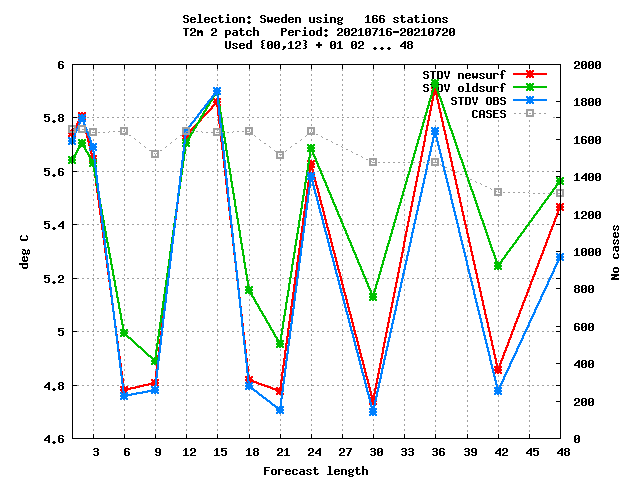 Selection: Sweden using   166 stations
T2m 2 patch   Period: 20210716-20210720
Used {00,12} + 01 02 ... 48
STDV newsurf
STDV oldsurf
STDV OBS
CASES
6
5.8
5.6
5.4
5.2
5
4.8
4.6
deg C
2000
1800
1600
1400
1200
1000
800
600
400
200
0
No cases
3 6 9 12 15 18 21 24 27 30 33 36 39 42 45 48
Forecast length